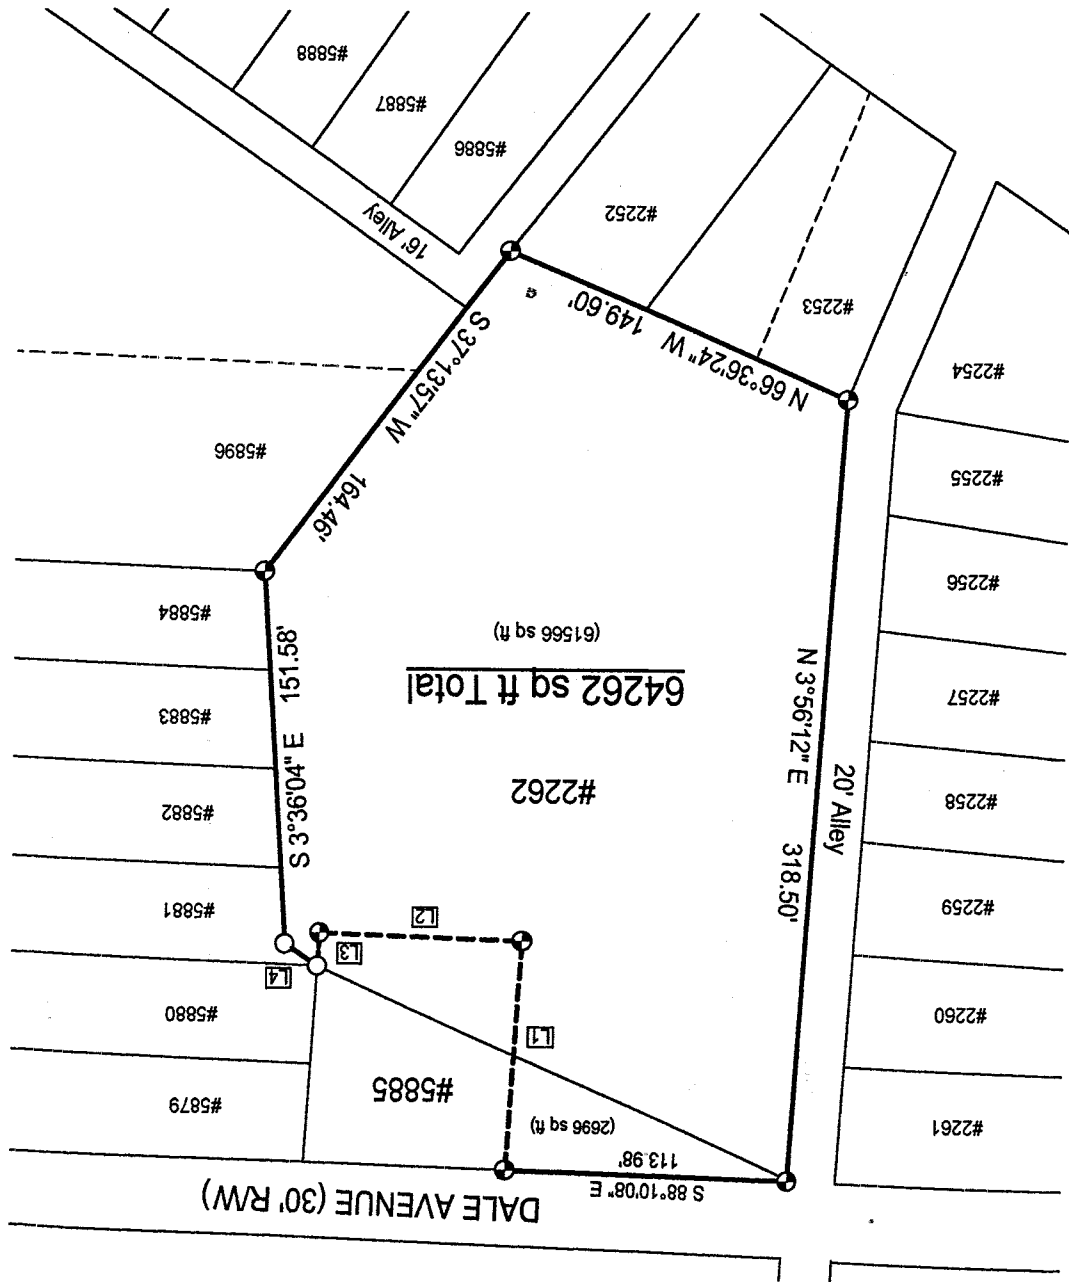 DALE AVENUE (30' R/W)
S 88°10'08" E
113.98'
(2696 sq ft)
#2261
#5879
#5885
#2260
#5880
L1
L4
L3
L2
#2259
#5881
#2258
#5882
20' Alley
N 3°56'12" E 318.50'
S 3°36'04" E 151.58'
#2262
64262 sq ft Total
(61566 sq ft)
#2257
#5883
#2256
#5884
#2255
#5896
#2254
S 37°13'57" W 164.46'
N 66°36'24" W 149.60'
#2253
#2252
16' Alley
#5886
#5887
#5888